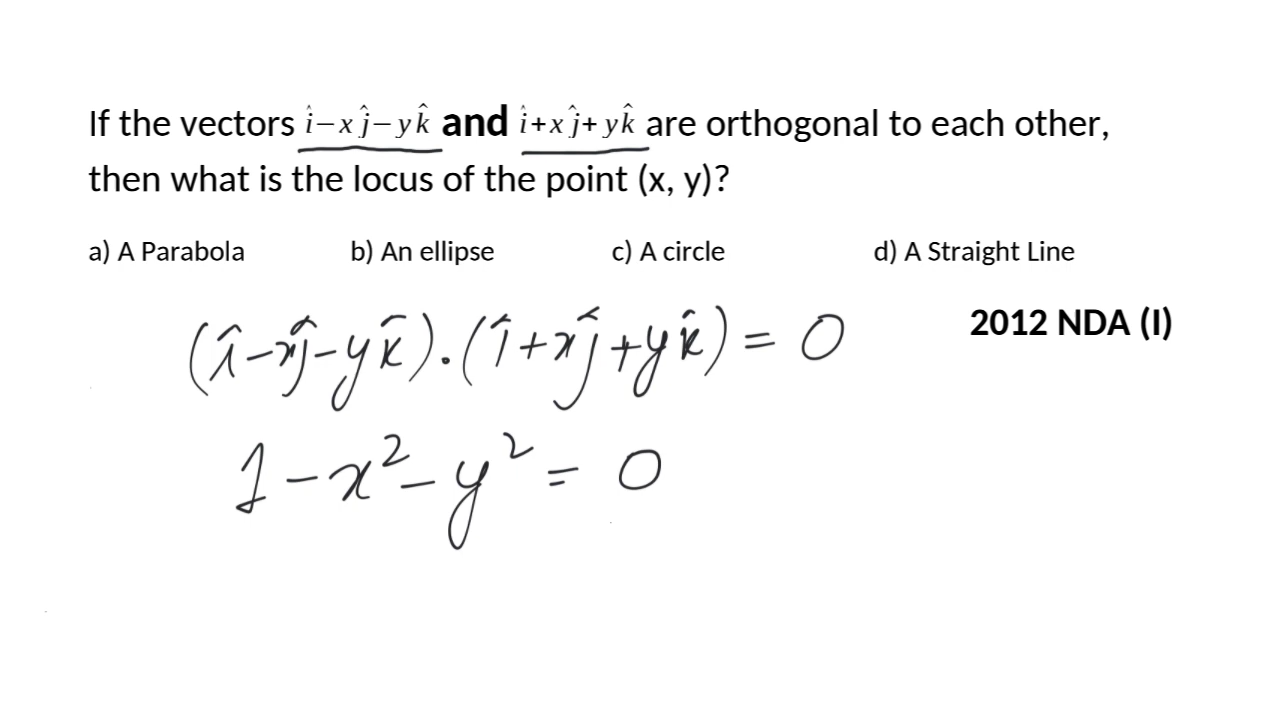 If the vectors î−xĵ−yk̂ and î+xĵ+yk̂ are orthogonal to each other,
then what is the locus of the point (x, y)?
a) A Parabola b) An ellipse c) A circle d) A Straight Line
2012 NDA (I)
(î−xĵ−yk̂).(î+xĵ+yk̂) = 0
1−x²−y² = 0